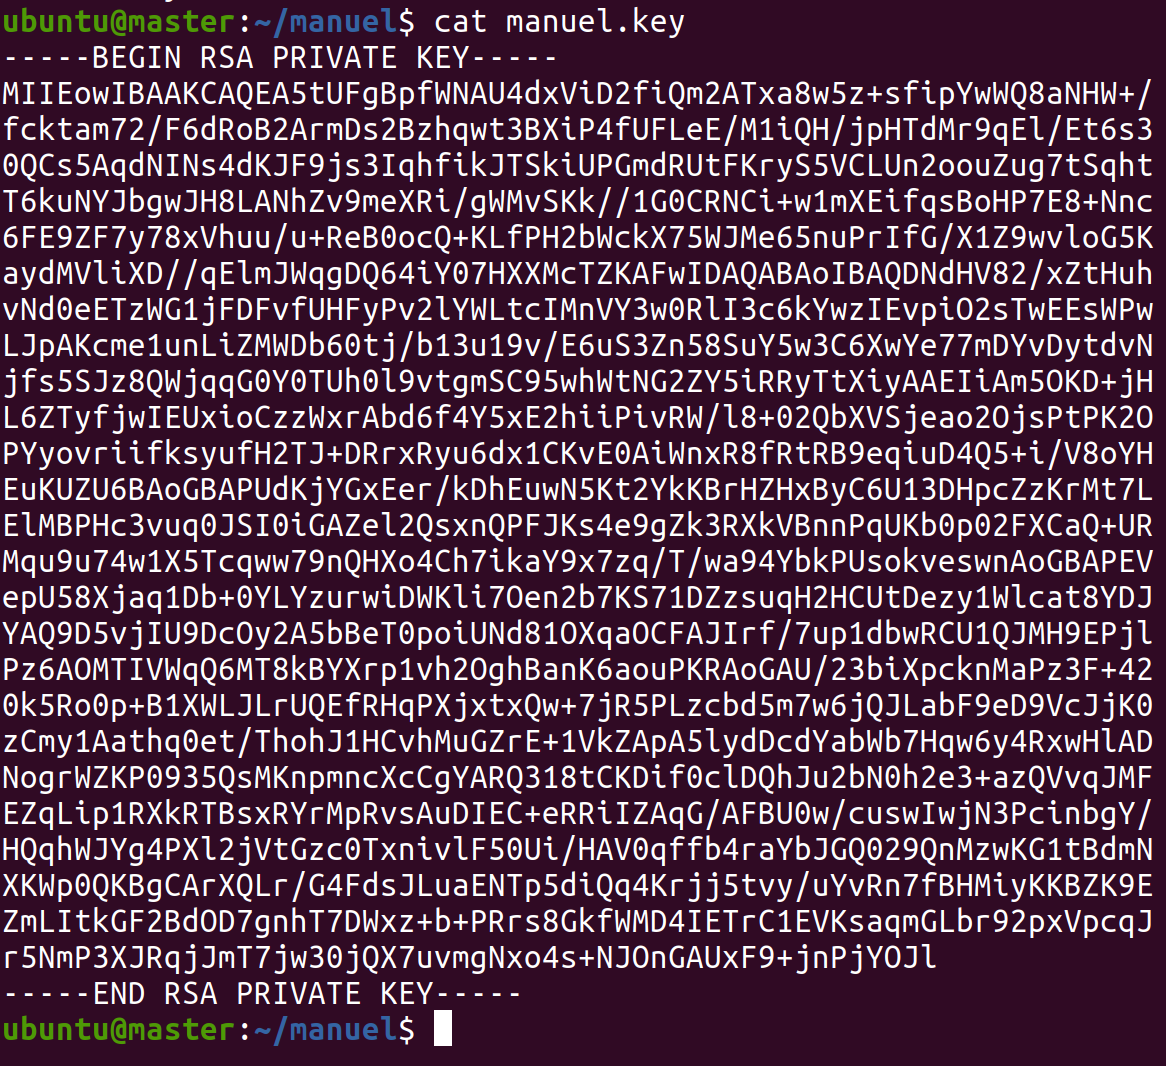 ubuntu@master:~/manuel$ cat manuel.key
-----BEGIN RSA PRIVATE KEY-----
MIIEowIBAAKCAQEA5tUFgBpfWNAU4dxViD2fiQm2ATxa8w5z+sfipYwWQ8aNHW+/
fcktam72/F6dRoB2ArmDs2Bzhqwt3BXiP4fUFLeE/M1iQH/jpHTdMr9qEl/Et6s3
0QCs5AqdNINs4dKJF9js3IqhfikJTSkiUPGmdRUtFKryS5VCLUn2oouZug7tSqht
T6kuNYJbgwJH8LANhZv9meXRi/gWMvSKk//1G0CRNCi+w1mXEifqsBoHP7E8+Nnc
6FE9ZF7y78xVhuu/u+ReB0ocQ+KLfPH2bWckX75WJMe65nuPrIfG/X1Z9wvloG5K
aydMVliXD//qElmJWqgDQ64iY07HXXMcTZKAFwIDAQABAoIBAQDNdHV82/xZtHuh
vNd0eETzWG1jFDFvfUHFyPv2lYWLtcIMnVY3w0RlI3c6kYwzIEvpiO2sTwEEsWPw
LJpAKcme1unLiZMWDb60tj/b13u19v/E6uS3Zn58SuY5w3C6XwYe77mDYvDytdvN
jfs5SJz8QWjqqG0Y0TUh0l9vtgmSC95whWtNG2ZY5iRRyTtXiyAAEIiAm5OKD+jH
L6ZTyfjwIEUxioCzzWxrAbd6f4Y5xE2hiiPivRW/l8+02QbXVSjeao2OjsPtPK2O
PYyovriifksyufH2TJ+DRrxRyu6dx1CKvE0AiWnxR8fRtRB9eqiuD4Q5+i/V8oYH
EuKUZU6BAoGBAPUdKjYGxEer/kDhEuwN5Kt2YkKBrHZHxByC6U13DHpcZzKrMt7L
ElMBPHc3vuq0JSI0iGAZel2QsxnQPFJKs4e9gZk3RXkVBnnPqUKb0p02FXCaQ+UR
Mqu9u74w1X5Tcqww79nQHXo4Ch7ikaY9x7zq/T/wa94YbkPUsokveswnAoGBAPEV
epU58Xjaq1Db+0YLYzurwiDWKli7Oen2b7KS71DZzsuqH2HCUtDezy1Wlcat8YDJ
YAQ9D5vjIU9DcOy2A5bBeT0poiUNd81OXqaOCFAJIrf/7up1dbwRCU1QJMH9EPjl
Pz6AOMTIVWqQ6MT8kBYXrp1vh2OghBanK6aouPKRAoGAU/23biXpcknMaPz3F+42
0k5Ro0p+B1XWLJLrUQEfRHqPXjxtxQw+7jR5PLzcbd5m7w6jQJLabF9eD9VcJjK0
zCmy1Aathq0et/ThohJ1HCvhMuGZrE+1VkZApA5lydDcdYabWb7Hqw6y4RxwHlAD
NogrWZKP0935QsMKnpmncXcCgYARQ318tCKDif0clDQhJu2bN0h2e3+azQVvqJMF
EZqLip1RXkRTBsxRYrMpRvsAuDIEC+eRRiIZAqG/AFBU0w/cuswIwjN3PcinbgY/
HQqhWJYg4PXl2jVtGzc0TxnivlF50Ui/HAV0qffb4raYbJGQ029QnMzwKG1tBdmN
XKWp0QKBgCArXQLr/G4FdsJLuaENTp5diQq4Krjj5tvy/uYvRn7fBHMiyKKBZK9E
ZmLItkGF2BdOD7gnhT7DWxz+b+PRrs8GkfWMD4IETrC1EVKsaqmGLbr92pxVpcqJ
r5NmP3XJRqjJmT7jw30jQX7uvmgNxo4s+NJOnGAUxF9+jnPjYOJl
-----END RSA PRIVATE KEY-----
ubuntu@master:~/manuel$